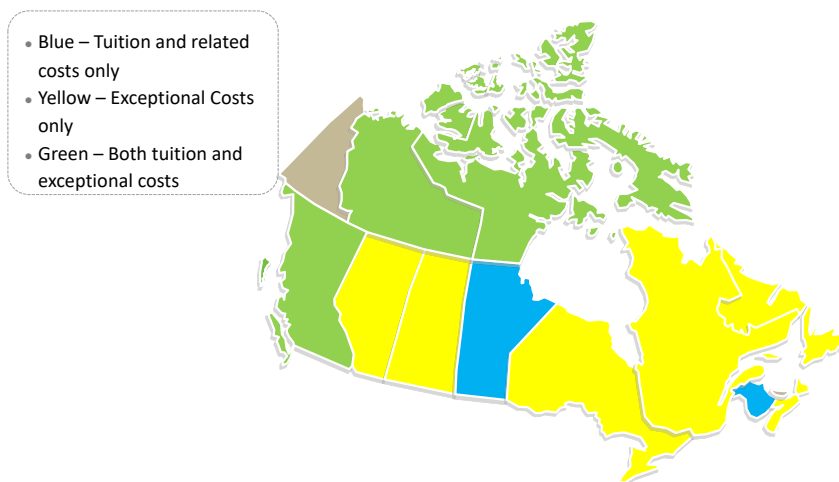 • Blue – Tuition and related
costs only
• Yellow – Exceptional Costs
only
• Green – Both tuition and
exceptional costs